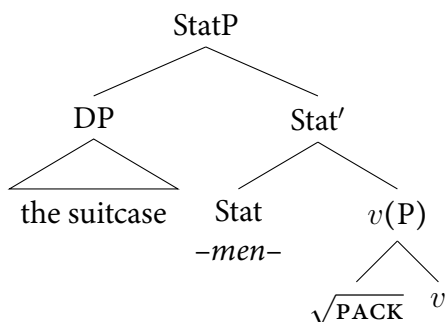 StatP
DP Stat′
the suitcase Stat v(P)
–men–
√PACK v